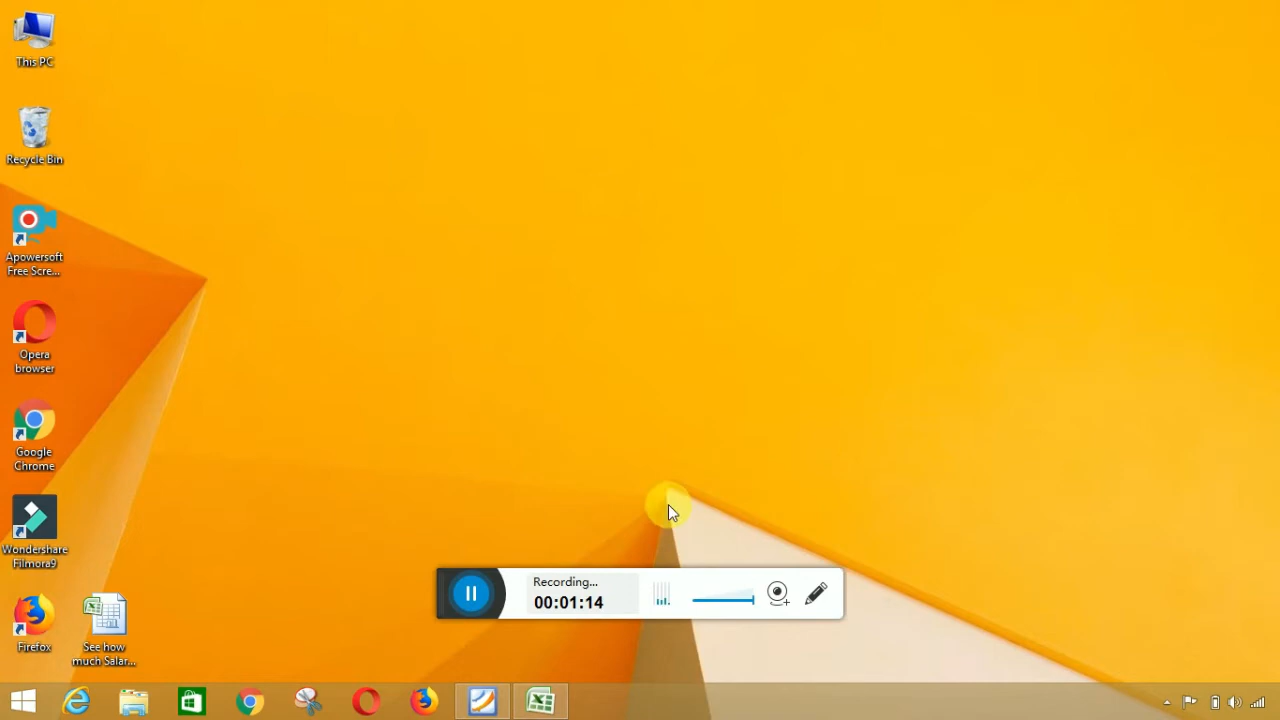 This PC
Recycle Bin
Apowersoft
Free Scre...
Opera
browser
Google
Chrome
Wondershare
Filmora9
Firefox
See how
much Salar...
Recording...
00:01:14